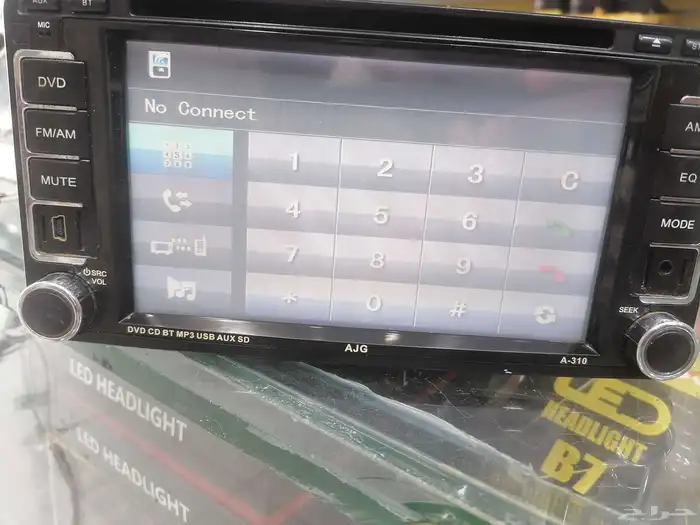 AUX BT
MIC
DVD
FM/AM
MUTE
SRC
VOL
No Connect
1 2 3 C
4 5 6
7 8 9
* 0 #
AM
EQ
MODE
SEEK
DVD CD BT MP3 USB AUX SD
AJG
A-310
LED HEADLIGHT
LED HEADLIGHT
LED
HEADLIGHT
B7
حراج